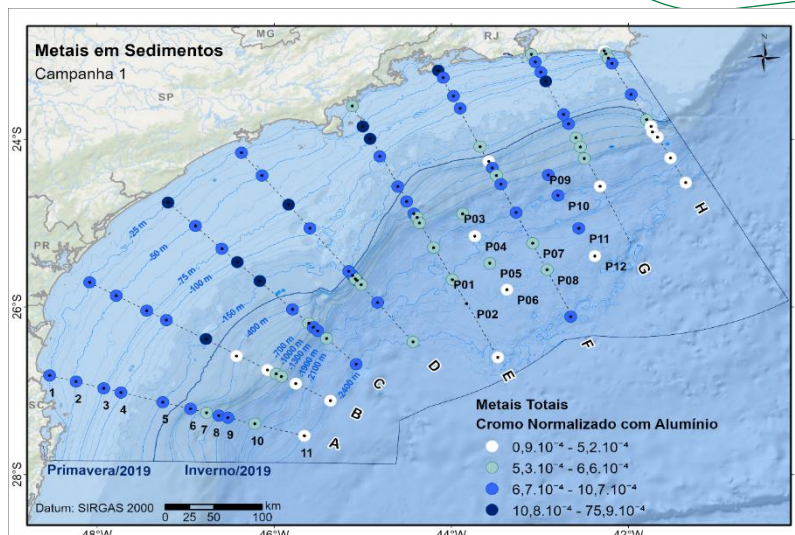 Metais em Sedimentos
Campanha 1
MG
RJ
SP
PR
SC
24°S
26°S
28°S
-25 m
-50 m
-75 m
-100 m
-150 m
-400 m
-700 m
-1000 m
-1300 m
-1900 m
2100 m
-2400 m
P09
P10
P03
P11
P04
P07
P12
P05
P08
P01
P06
P02
H
G
F
E
D
C
B
A
1
2
3
4
5
6
7
8
9
10
11
Primavera/2019
Inverno/2019
Datum: SIRGAS 2000
0 20 40 60 80 100
km
Metais Totais
Cromo Normalizado com Alumínio
0,9.10⁻⁴ - 5,2.10⁻⁴
5,3.10⁻⁴ - 6,6.10⁻⁴
6,7.10⁻⁴ - 10,7.10⁻⁴
10,8.10⁻⁴ - 75,9.10⁻⁴
48°W
46°W
44°W
42°W